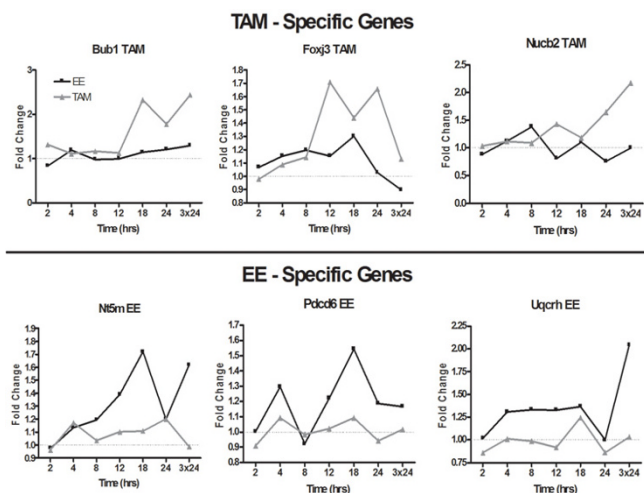 TAM - Specific Genes
Bub1 TAM
Foxj3 TAM
Nucb2 TAM
Fold Change
3
2
1
0
EE
TAM
2 4 8 12 18 24 3x24
Time (hrs)
Fold Change
1.8
1.7
1.6
1.5
1.4
1.3
1.2
1.1
1.0
0.9
0.8
2 4 8 12 18 24 3x24
Time (hrs)
Fold Change
2.5
2.0
1.5
1.0
0.5
0.0
2 4 8 12 18 24 3x24
Time (hrs)
EE - Specific Genes
Nt5m EE
Pdcd6 EE
Uqcrh EE
Fold Change
1.8
1.7
1.6
1.5
1.4
1.3
1.2
1.1
1.0
0.9
2 4 8 12 18 24 3x24
Time (hrs)
Fold Change
1.7
1.6
1.5
1.4
1.3
1.2
1.1
1.0
0.9
0.8
2 4 8 12 18 24 3x24
Time (hrs)
Fold Change
2.25
2.00
1.75
1.50
1.25
1.00
0.75
2 4 8 12 18 24 3x24
Time (hrs)